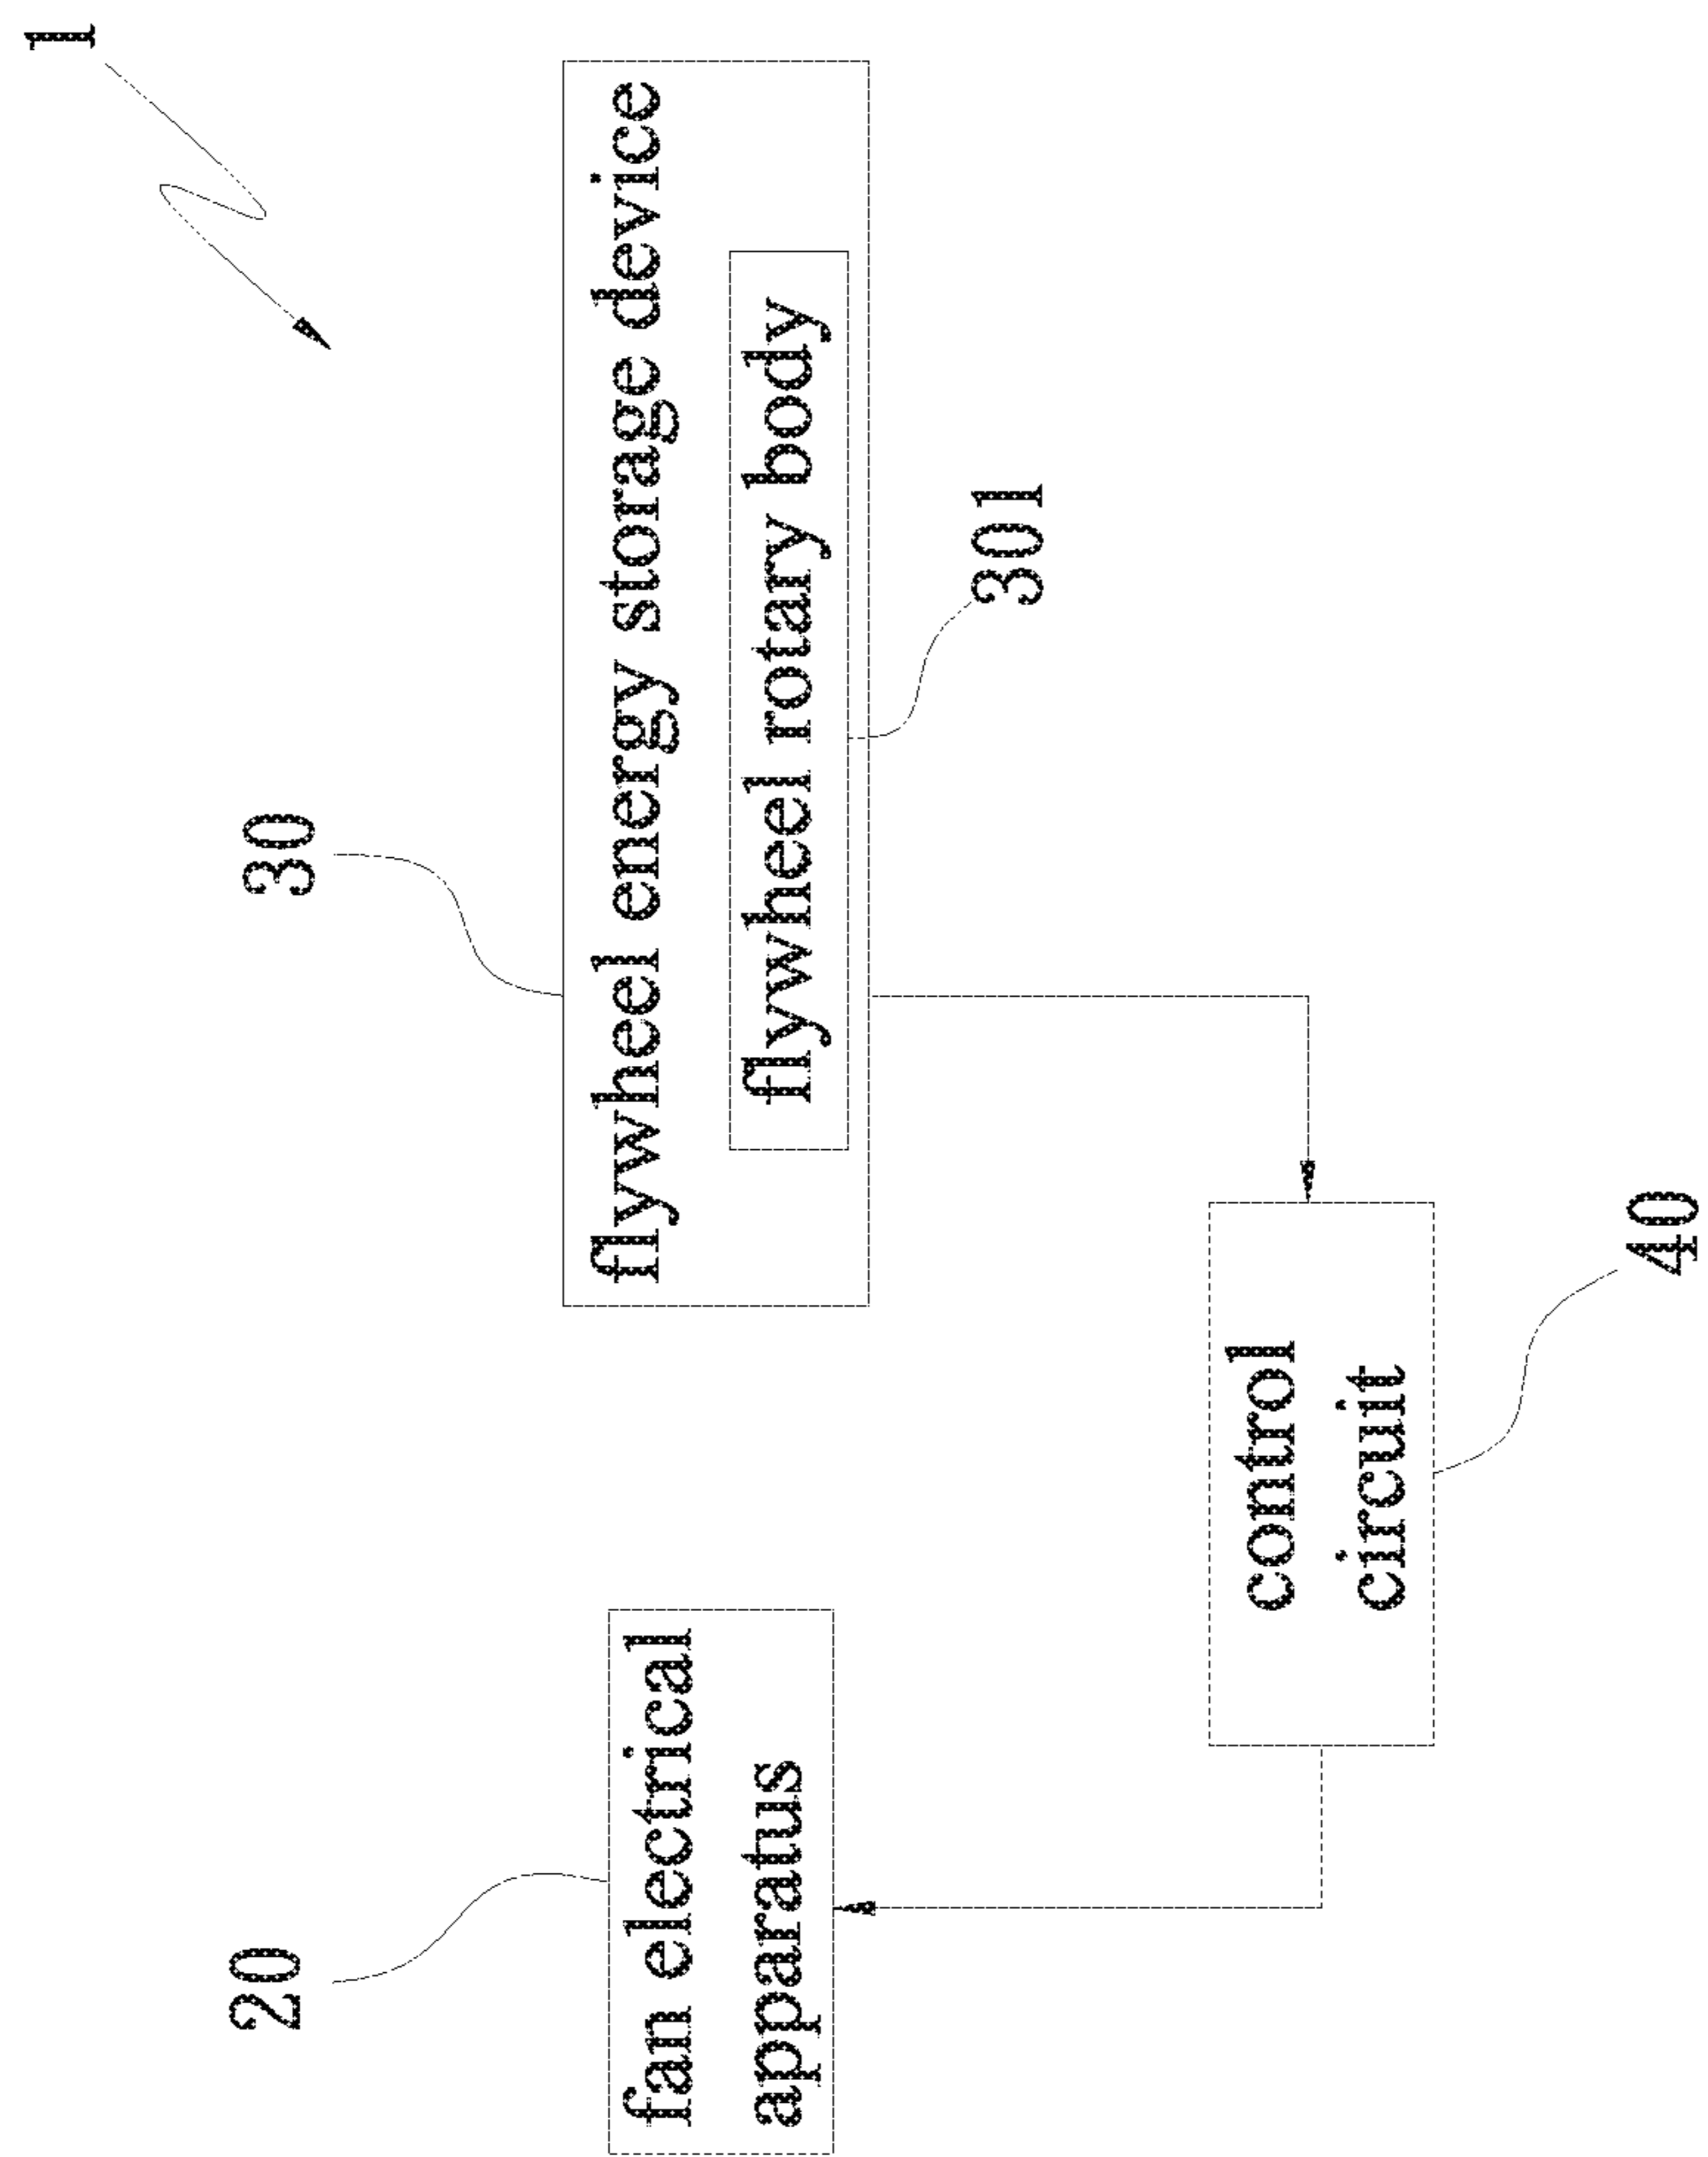 1
30
flywheel energy storage device
flywheel rotary body
301
20
fan electrical
apparatus
control
circuit
40